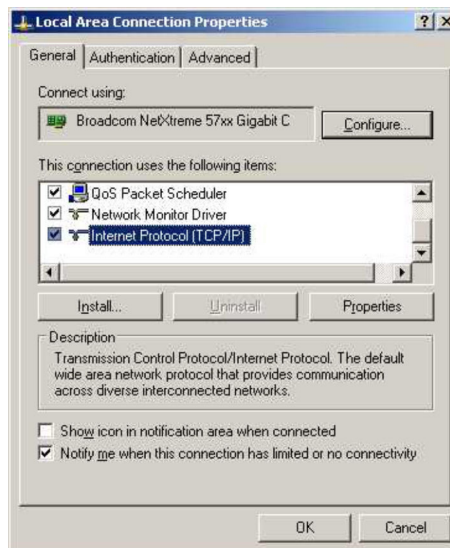 Local Area Connection Properties
General Authentication Advanced
Connect using:
Broadcom NetXtreme 57xx Gigabit C Configure...
This connection uses the following items:
QoS Packet Scheduler
Network Monitor Driver
Internet Protocol (TCP/IP)
Install... Uninstall Properties
Description
Transmission Control Protocol/Internet Protocol. The default
wide area network protocol that provides communication
across diverse interconnected networks.
Show icon in notification area when connected
Notify me when this connection has limited or no connectivity
OK Cancel